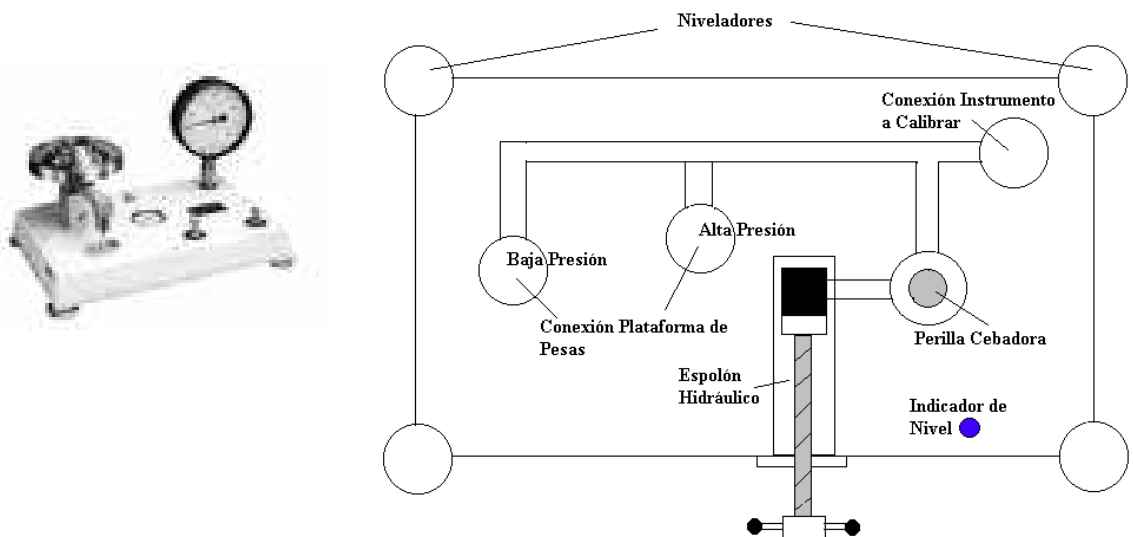 Niveladores
Conexión Instrumento
a Calibrar
Alta Presión
Baja Presión
Conexión Plataforma de
Pesas
Perilla Cebadora
Espolón
Hidráulico
Indicador de
Nivel